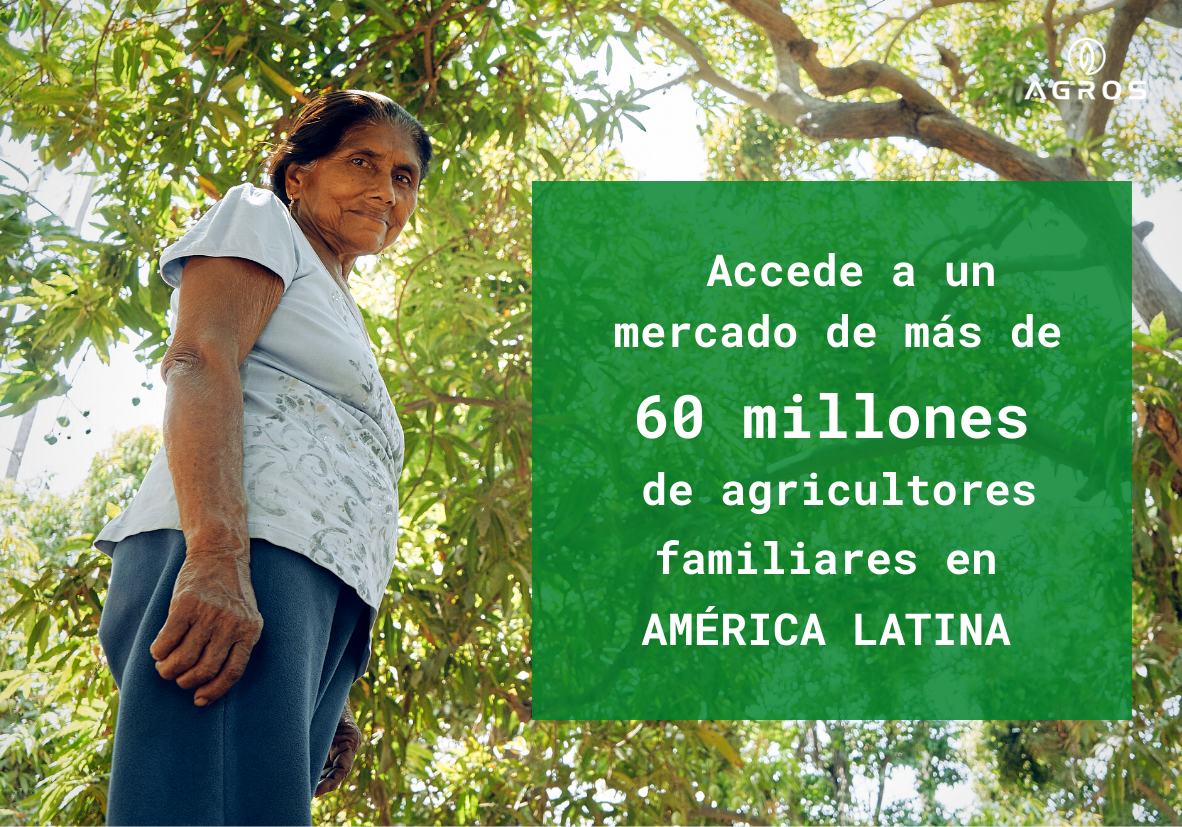 AGROS
Accede a un
mercado de más de
60 millones
de agricultores
familiares en
AMÉRICA LATINA